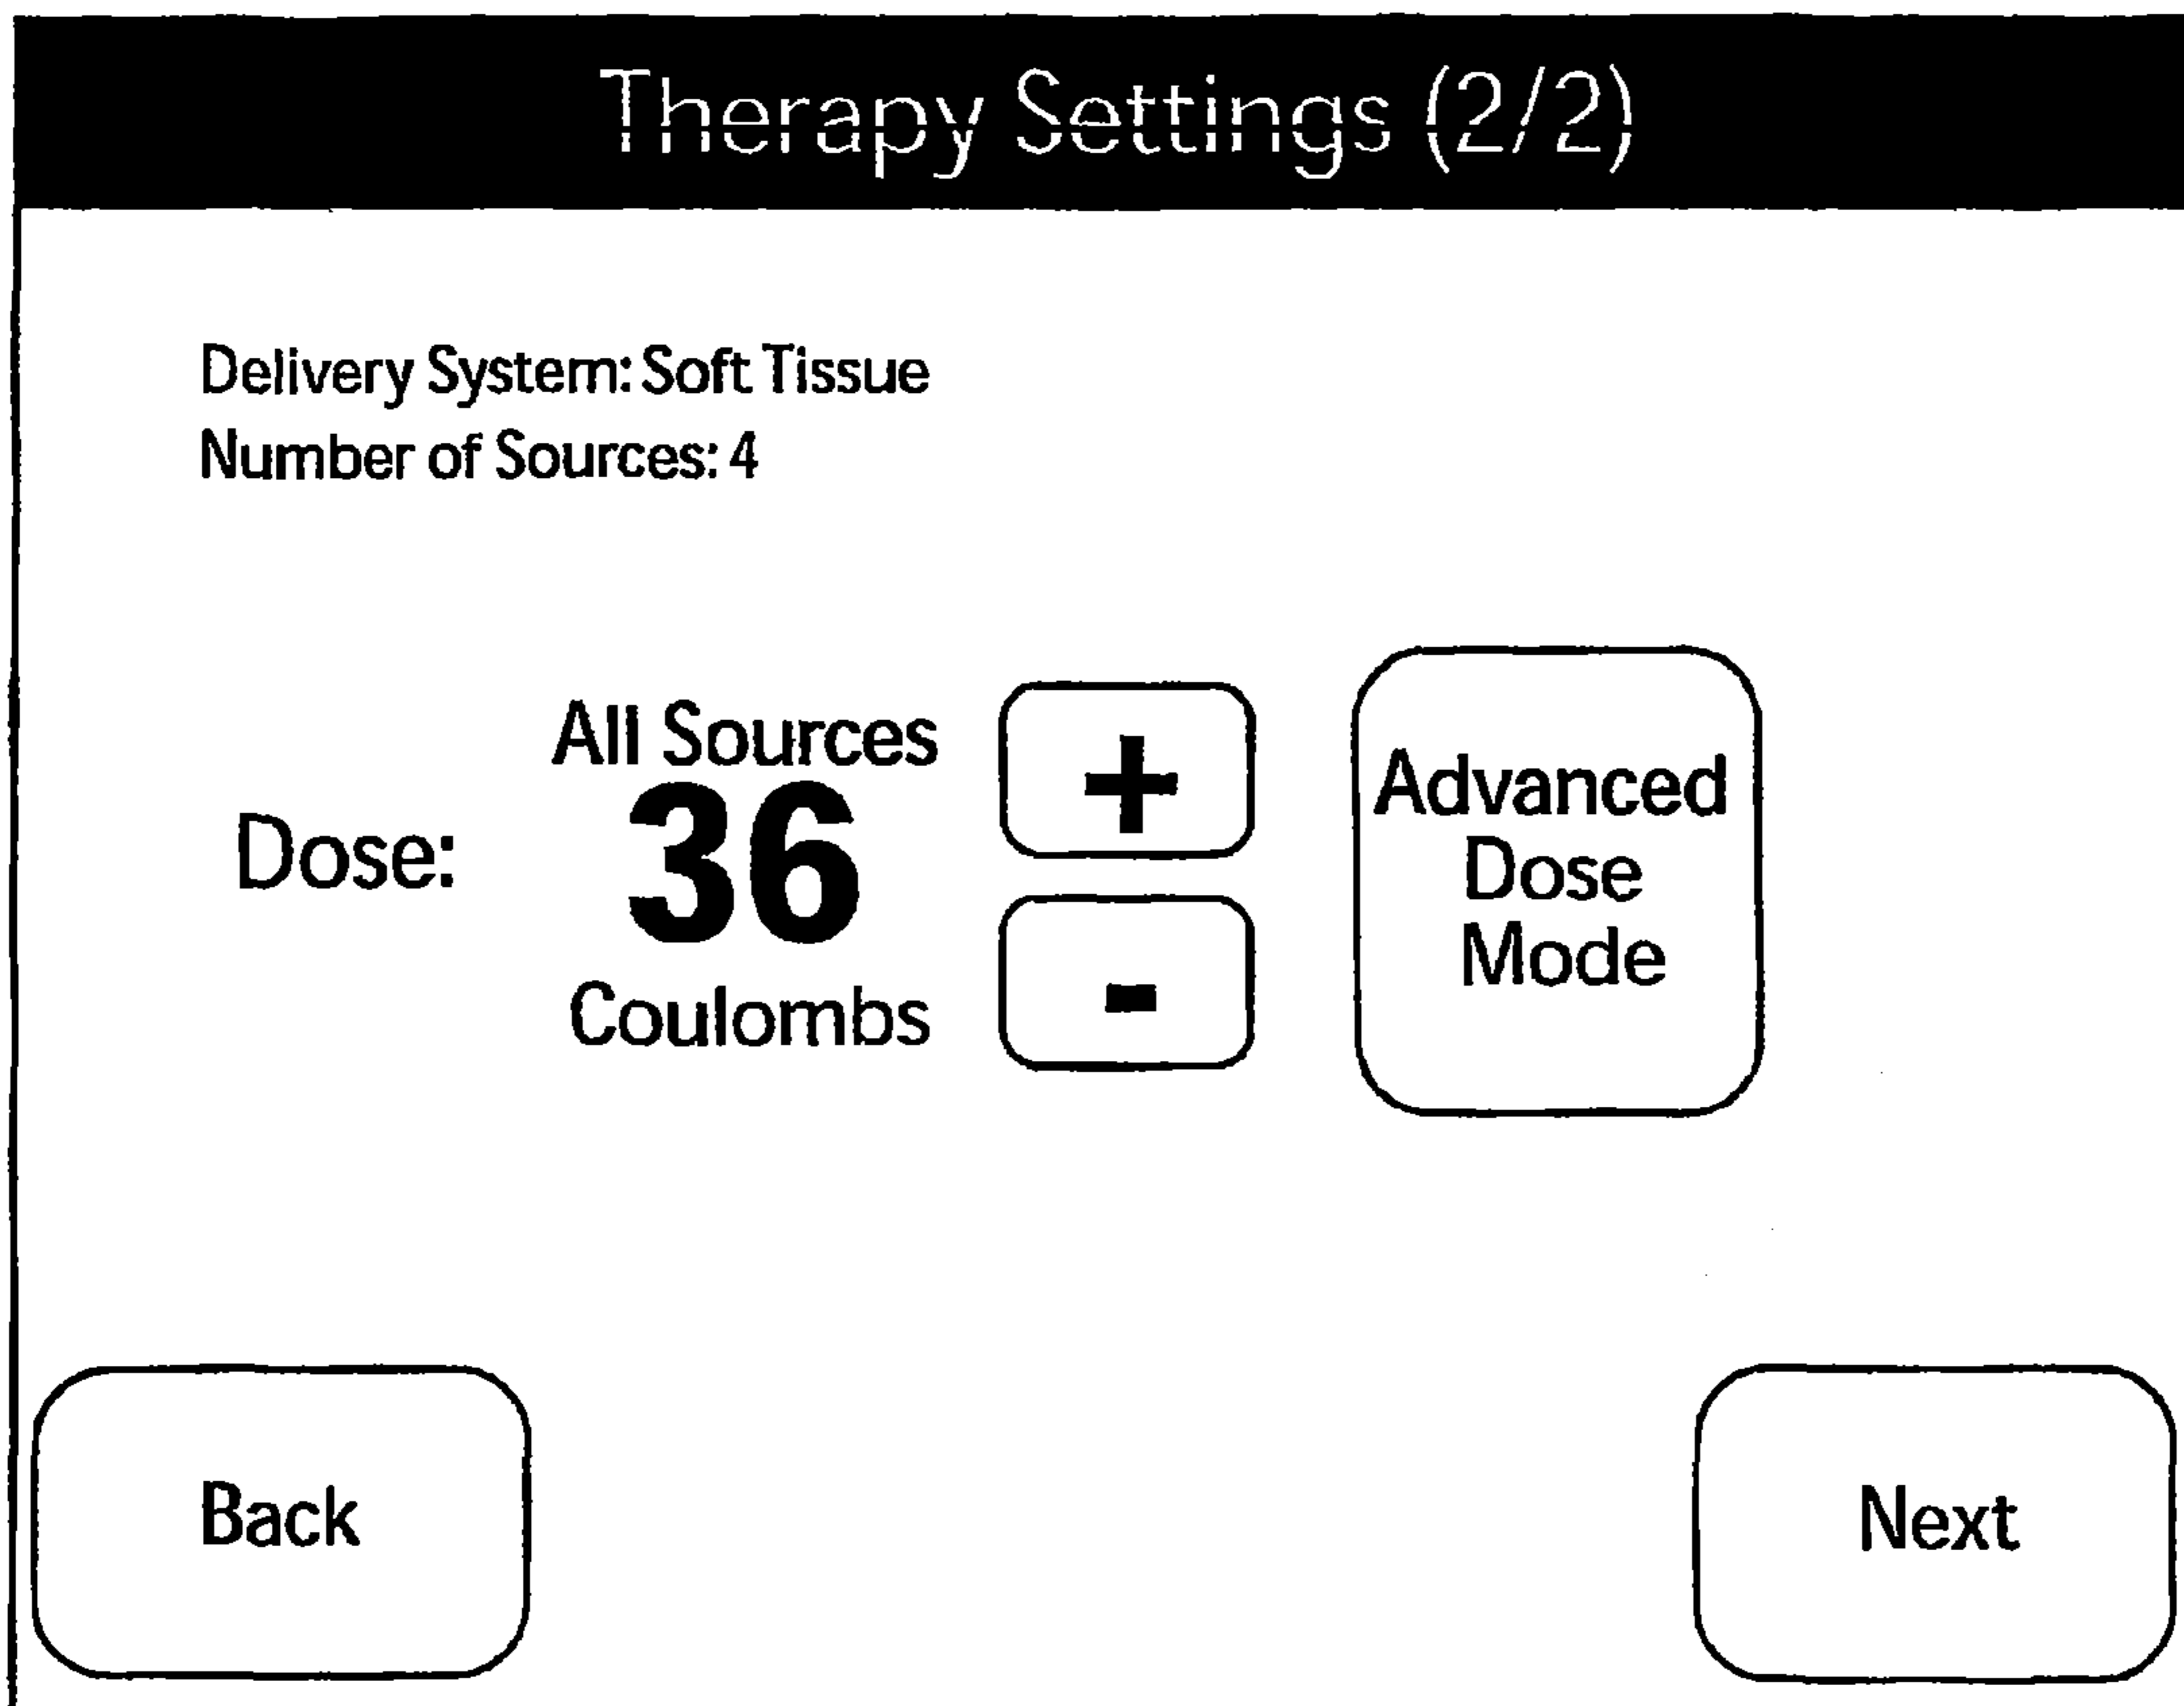 Therapy Settings (2/2)
Delivery System: Soft Tissue
Number of Sources: 4
All Sources
Dose: 36
Coulombs
+
-
Advanced
Dose
Mode
Back
Next